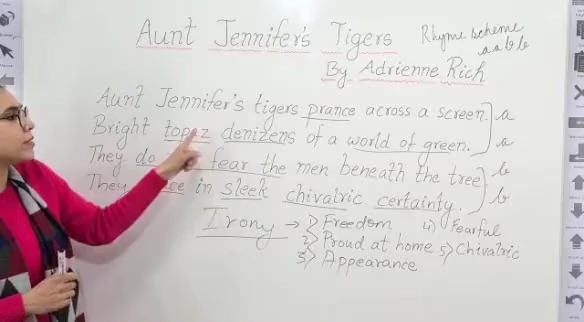 Aunt Jennifer's Tigers
Rhyme scheme
a a b b
By Adrienne Rich
Aunt Jennifer's tigers prance across a screen. a
Bright topaz denizens of a world of green. a
They do fear the men beneath the tree b
They in sleek chivalric certainty. b
Irony → 1> Freedom 4) Fearful
2> Proud at home 5> Chivalric
3> Appearance